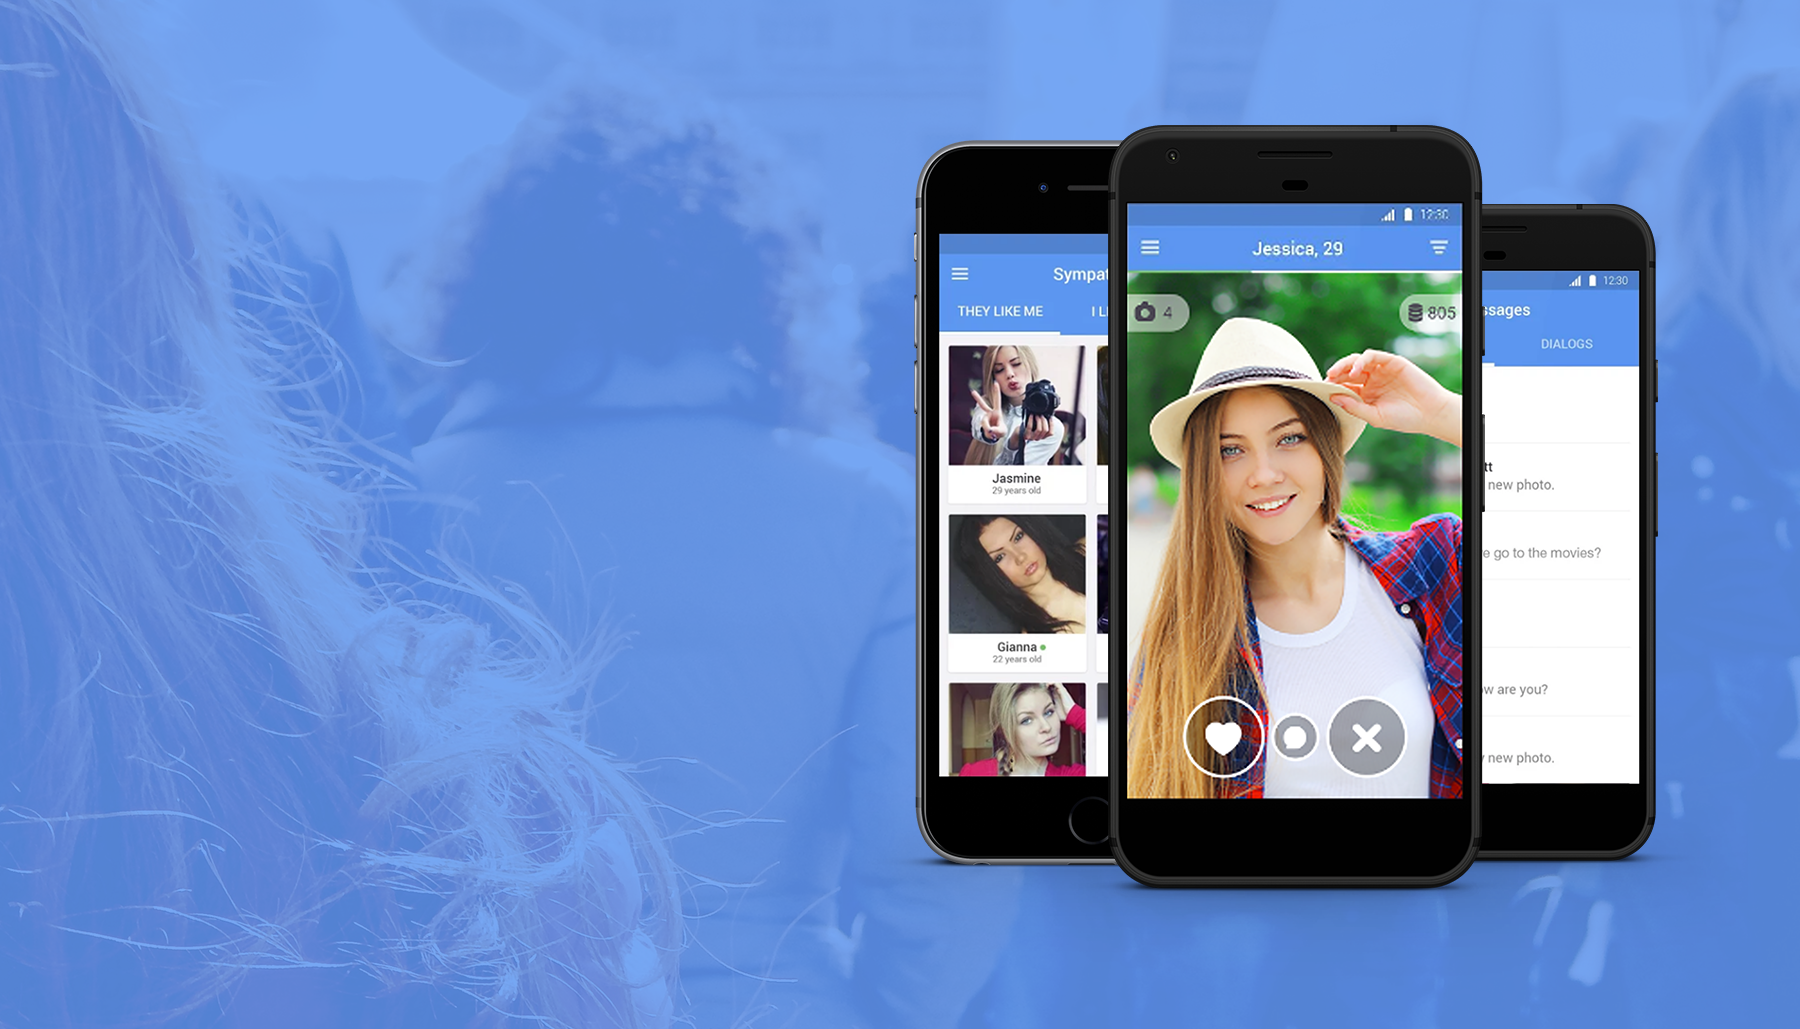 Sympat
THEY LIKE ME
I L
Jasmine
29 years old
Gianna
22 years old
12:30
Jessica, 29
4
805
12:30
ssages
DIALOGS
tt
new photo.
e go to the movies?
w are you?
new photo.